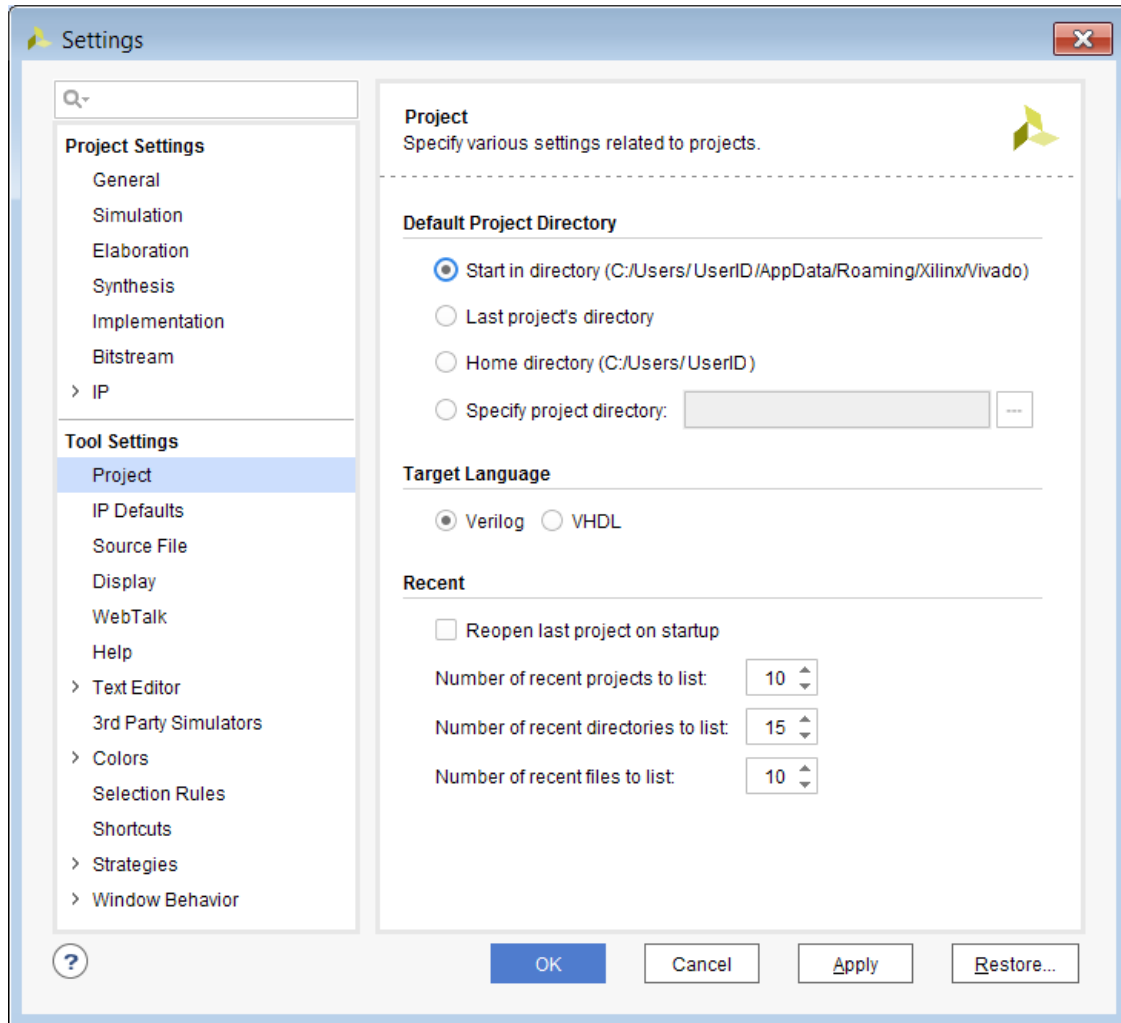 Settings
Project Settings
General
Simulation
Elaboration
Synthesis
Implementation
Bitstream
IP
Tool Settings
Project
IP Defaults
Source File
Display
WebTalk
Help
Text Editor
3rd Party Simulators
Colors
Selection Rules
Shortcuts
Strategies
Window Behavior
Project
Specify various settings related to projects.
Default Project Directory
Start in directory (C:/Users/UserID/AppData/Roaming/Xilinx/Vivado)
Last project's directory
Home directory (C:/Users/UserID)
Specify project directory:
Target Language
Verilog VHDL
Recent
Reopen last project on startup
Number of recent projects to list: 10
Number of recent directories to list: 15
Number of recent files to list: 10
? OK Cancel Apply Restore...